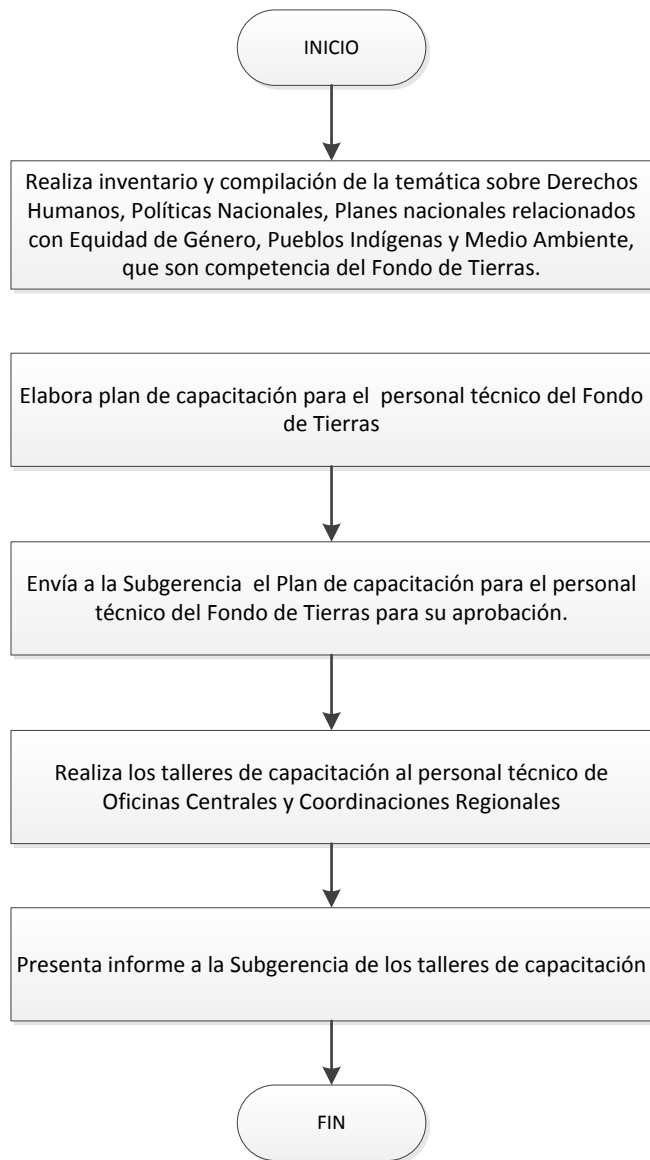 INICIO
Realiza inventario y compilación de la temática sobre Derechos
Humanos, Políticas Nacionales, Planes nacionales relacionados
con Equidad de Género, Pueblos Indígenas y Medio Ambiente,
que son competencia del Fondo de Tierras.
Elabora plan de capacitación para el  personal técnico del Fondo
de Tierras
Envía a la Subgerencia  el Plan de capacitación para el personal
técnico del Fondo de Tierras para su aprobación.
Realiza los talleres de capacitación al personal técnico de
Oficinas Centrales y Coordinaciones Regionales
Presenta informe a la Subgerencia de los talleres de capacitación
FIN